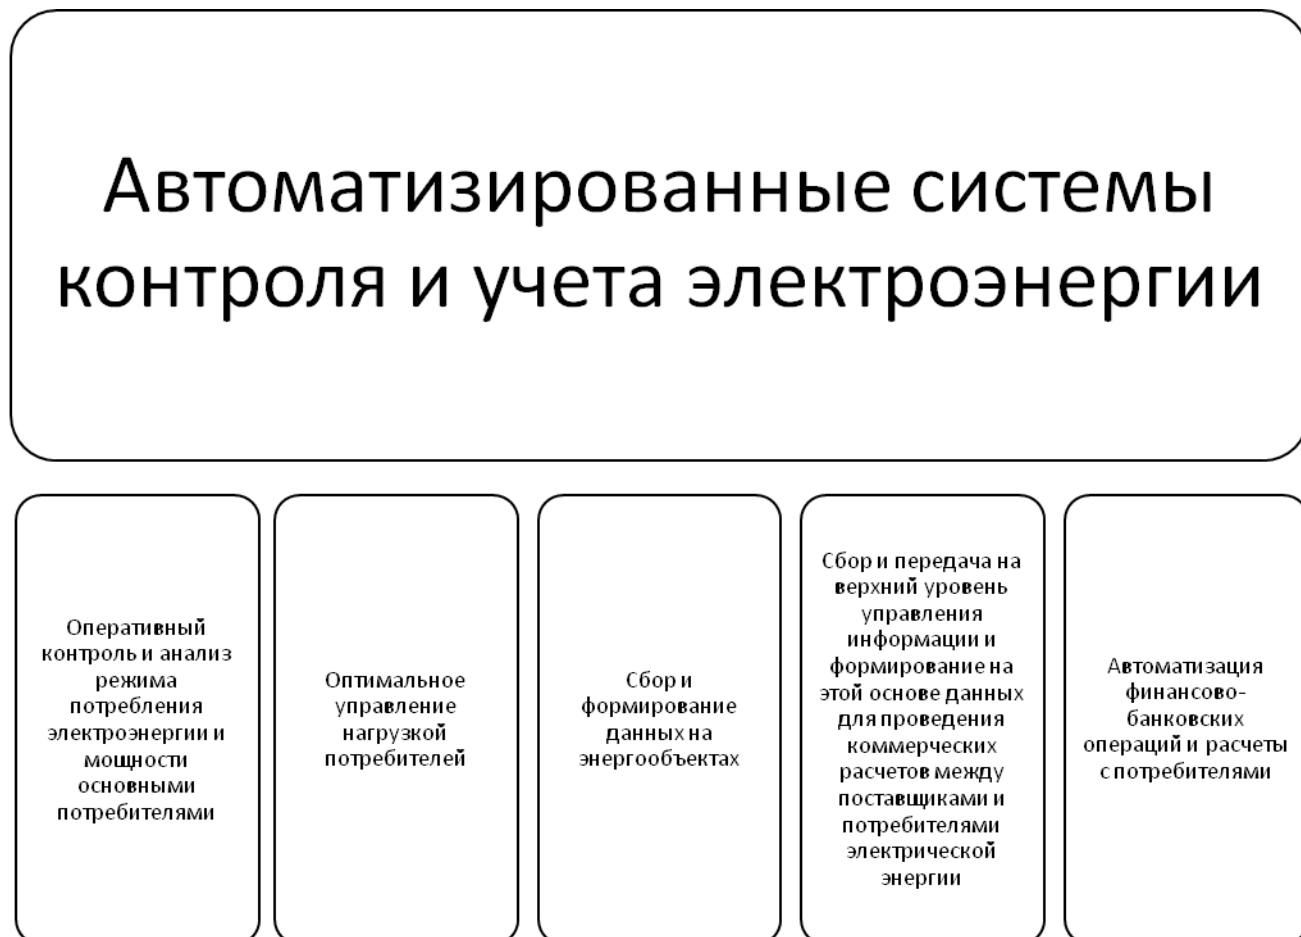 Автоматизированные системы
контроля и учета электроэнергии
Оперативный
контроль и анализ
режима
потребления
электроэнергии и
мощности
основными
потребителями
Оптимальное
управление
нагрузкой
потребителей
Сбор и
формирование
данных на
энергообъектах
Сбор и передача на
верхний уровень
управления
информации и
формирование на
этой основе данных
для проведения
коммерческих
расчетов между
поставщиками и
потребителями
электрической
энергии
Автоматизация
финансово-
банковских
операций и расчеты
с потребителями